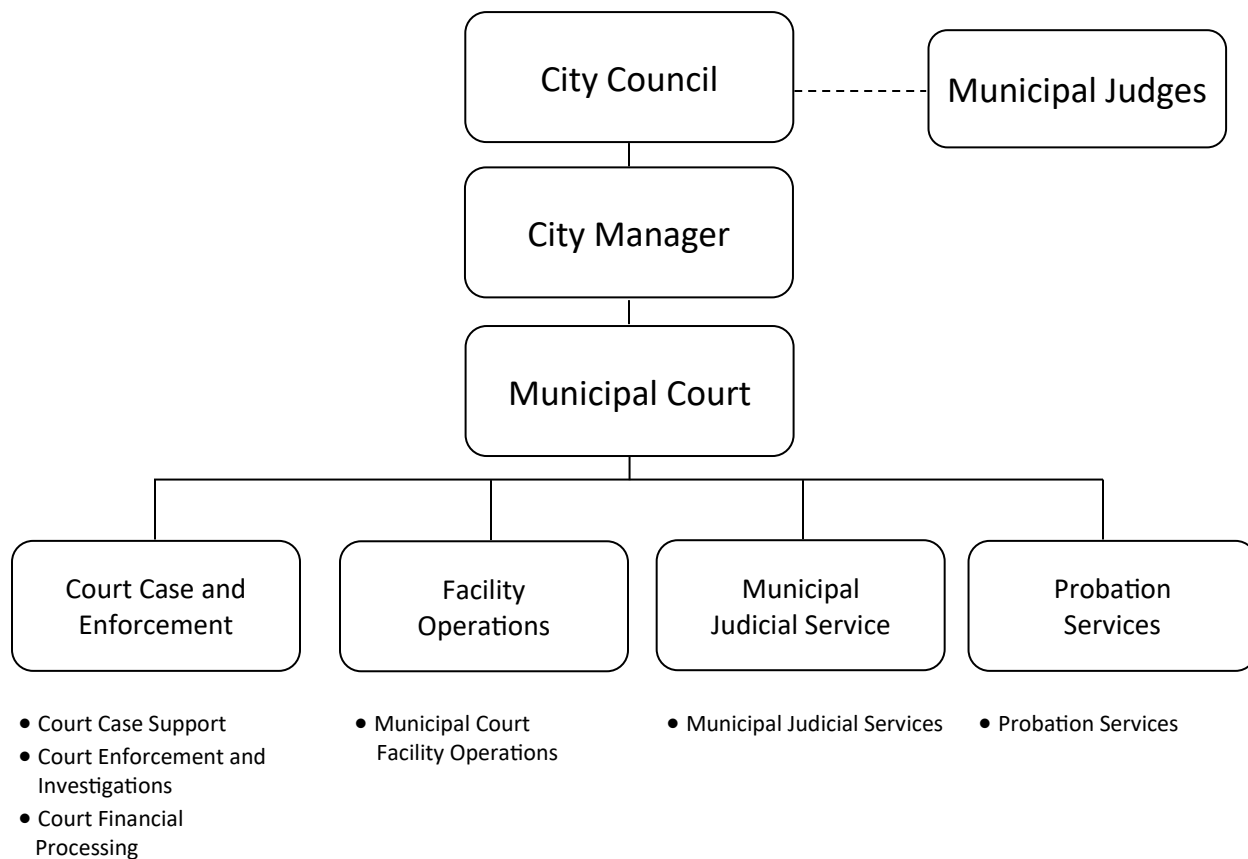 City Council
Municipal Judges
City Manager
Municipal Court
Court Case and
Enforcement
Facility
Operations
Municipal
Judicial Service
Probation
Services
• Court Case Support
• Court Enforcement and
Investigations
• Court Financial
Processing
• Municipal Court
Facility Operations
• Municipal Judicial Services
• Probation Services